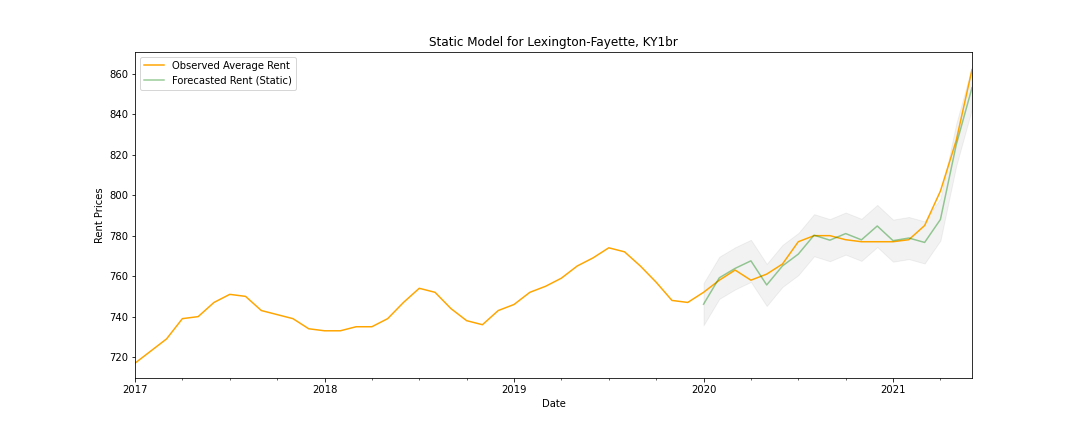 Static Model for Lexington-Fayette, KY1br
Observed Average Rent
Forecasted Rent (Static)
Rent Prices
860
840
820
800
780
760
740
720
2017
2018
2019
2020
2021
Date